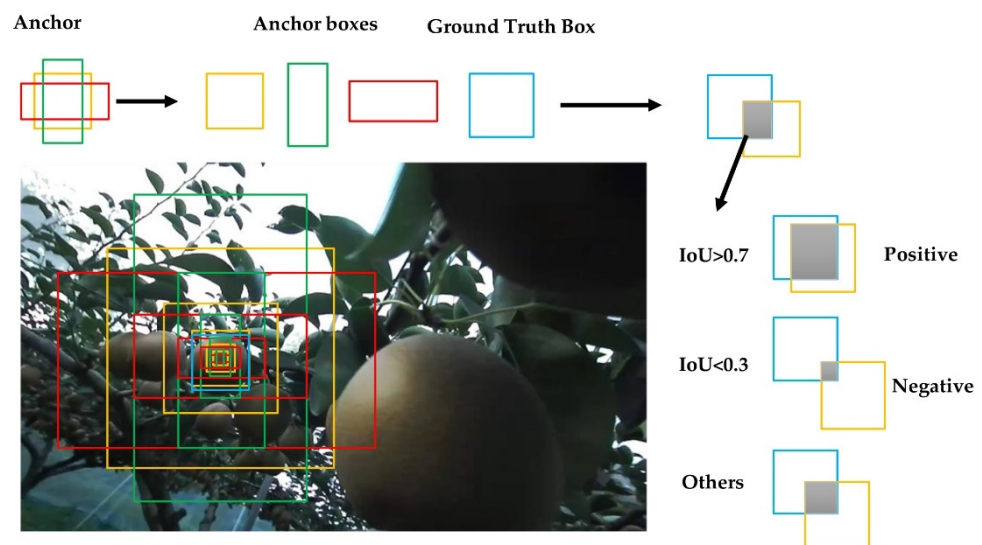 Anchor
Anchor boxes
Ground Truth Box
IoU>0.7
Positive
IoU<0.3
Negative
Others